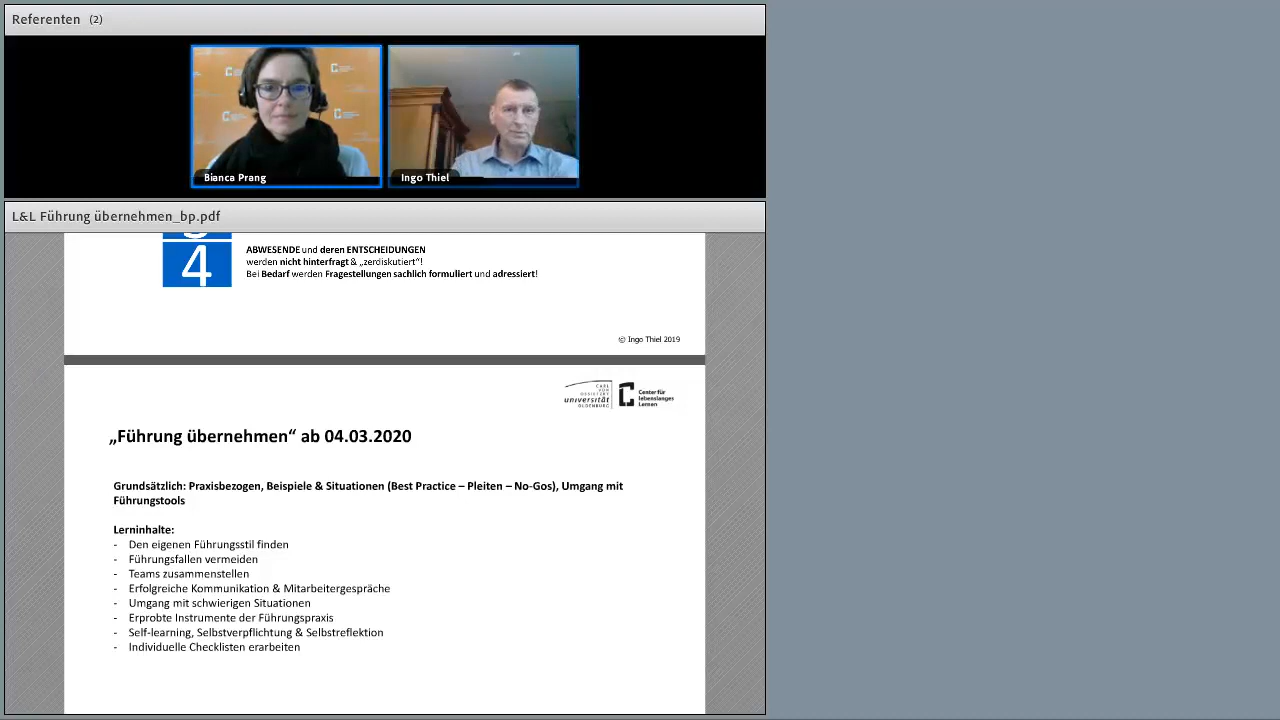 Referenten (2)
Bianca Prang
Ingo Thiel
L&L Führung übernehmen_bp.pdf
4
ABWESENDE und deren ENTSCHEIDUNGEN
werden nicht hinterfragt & „zerdiskutiert“!
Bei Bedarf werden Fragestellungen sachlich formuliert und adressiert!
© Ingo Thiel 2019
CARL
VON
OSSIETZKY
universität
OLDENBURG
Center für
lebenslanges
Lernen
„Führung übernehmen“ ab 04.03.2020
Grundsätzlich: Praxisbezogen, Beispiele & Situationen (Best Practice – Pleiten – No-Gos), Umgang mit
Führungstools
Lerninhalte:
- Den eigenen Führungsstil finden
- Führungsfallen vermeiden
- Teams zusammenstellen
- Erfolgreiche Kommunikation & Mitarbeitergespräche
- Umgang mit schwierigen Situationen
- Erprobte Instrumente der Führungspraxis
- Self-learning, Selbstverpflichtung & Selbstreflektion
- Individuelle Checklisten erarbeiten